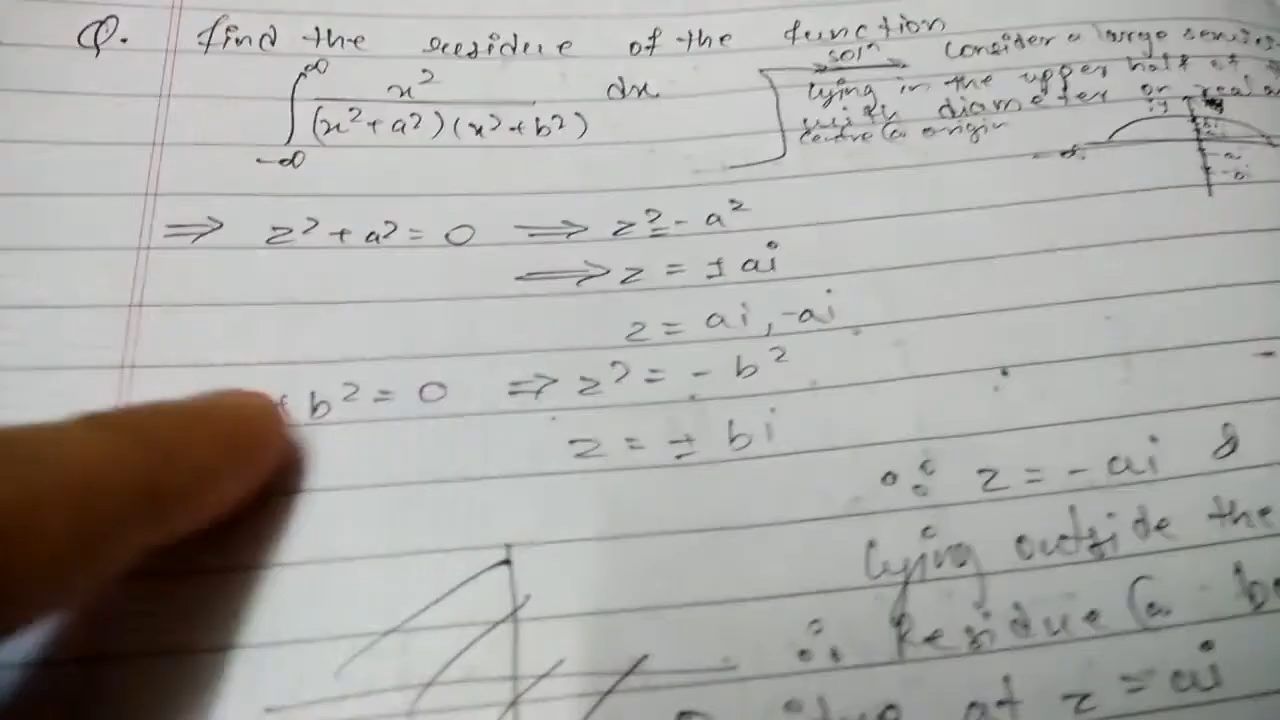 Q. find the residue of the function
∫ x² / (x²+a²)(x²+b²) dx
∞
-∞
soln Consider a large
lying in the upper half of
with diameter on real a
centre @ origin
⇒ z²+a²=0 ⇒ z²=-a²
⇒ z = ±ai
z = ai, -ai
+ b² = 0 ⇒ z² = -b²
z = ± bi
∵ z = -ai &
lying outside the
∴ Residue @
at z = ai